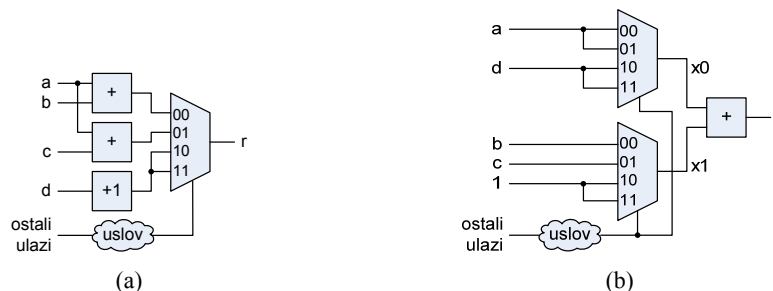 a
b
c
d
+
+
+1
00
01
10
11
r
ostali
ulazi
uslov
(a)
a
d
00
01
10
11
x0
b
c
1
00
01
10
11
x1
+
ostali
ulazi
uslov
(b)